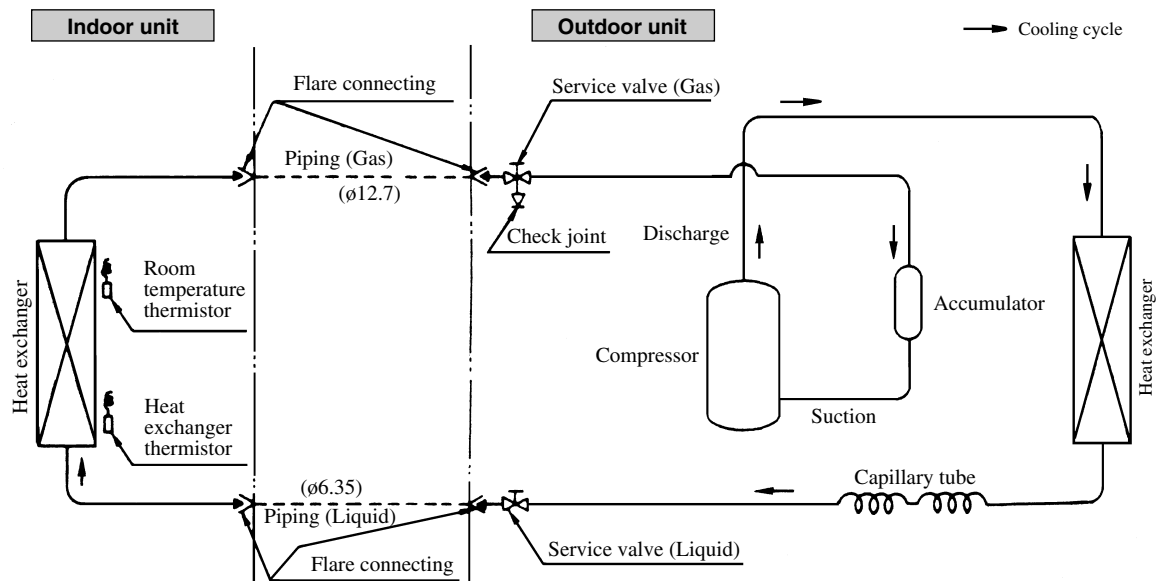 Indoor unit
Outdoor unit
Cooling cycle
Flare connecting
Service valve (Gas)
Piping (Gas)
(ø12.7)
Check joint
Discharge
Room
temperature
thermistor
Heat exchanger
Accumulator
Compressor
Heat exchanger
Heat
exchanger
thermistor
Suction
Capillary tube
(ø6.35)
Piping (Liquid)
Service valve (Liquid)
Flare connecting